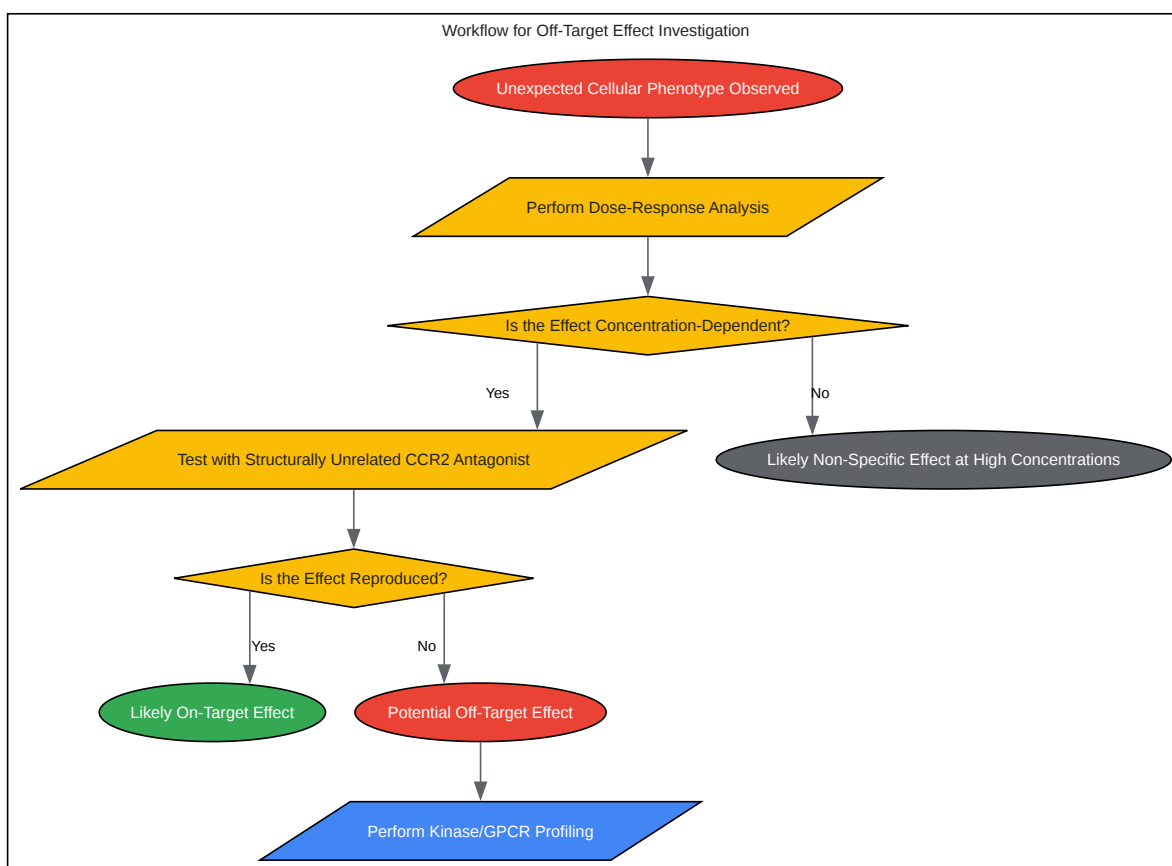 Workflow for Off-Target Effect Investigation
Unexpected Cellular Phenotype Observed
Perform Dose-Response Analysis
Is the Effect Concentration-Dependent?
Yes
No
Test with Structurally Unrelated CCR2 Antagonist
Likely Non-Specific Effect at High Concentrations
Is the Effect Reproduced?
Yes
No
Likely On-Target Effect
Potential Off-Target Effect
Perform Kinase/GPCR Profiling